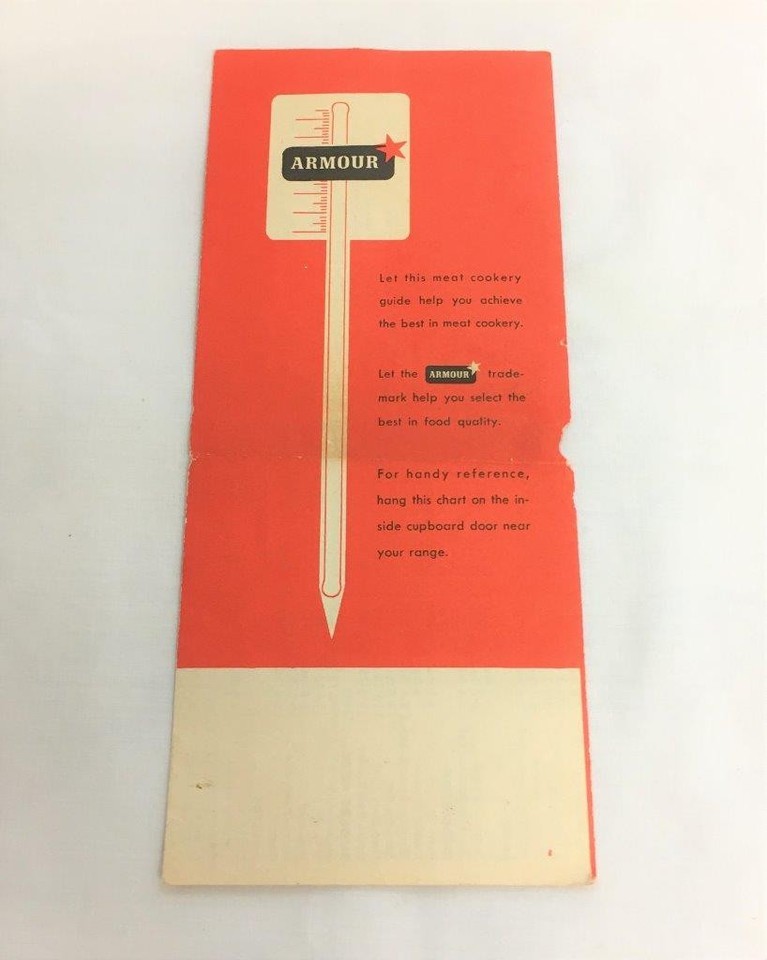 ARMOUR
Let this meat cookery
guide help you achieve
the best in meat cookery.
Let the ARMOUR trade-
mark help you select the
best in food quality.
For handy reference,
hang this chart on the in-
side cupboard door near
your range.